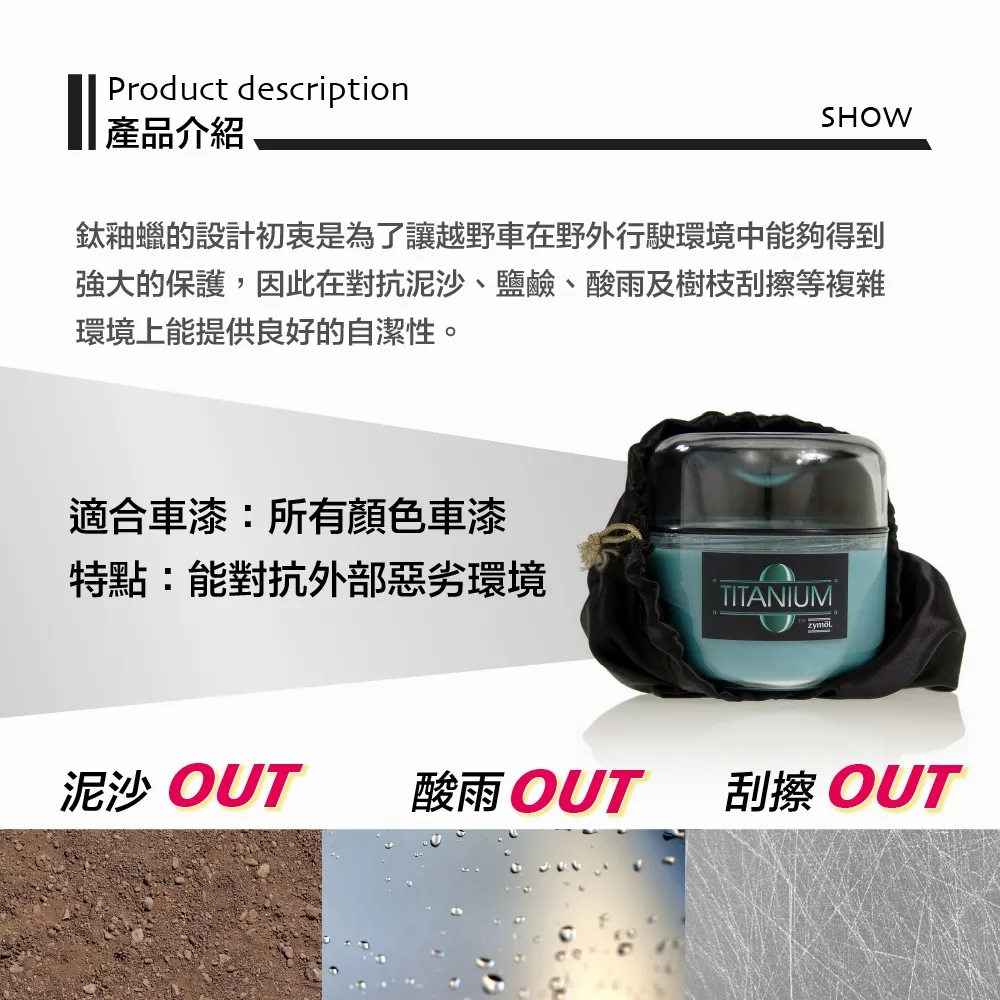 Product description
產品介紹
SHOW
鈦釉蠟的設計初衷是為了讓越野車在野外行駛環境中能夠得到
強大的保護，因此在對抗泥沙、鹽鹼、酸雨及樹枝刮擦等複雜
環境上能提供良好的自潔性。
適合車漆：所有顏色車漆
特點：能對抗外部惡劣環境
TITANIUM
TM
zymöl.
泥沙 OUT
酸雨 OUT
刮擦 OUT